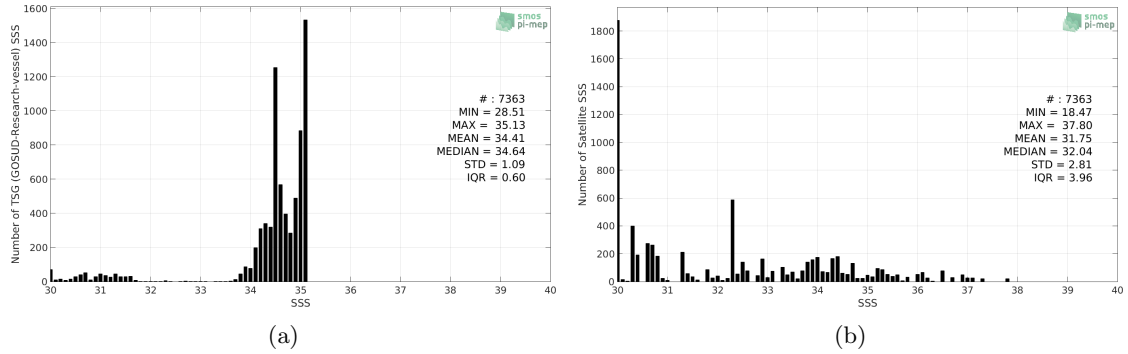 Number of TSG (GOSUD-Research-vessel) SSS
1600
1400
1200
1000
800
600
400
200
0
30 31 32 33 34 35 36 37 38 39 40
SSS
smos
pi-mep
# : 7363
MIN = 28.51
MAX = 35.13
MEAN = 34.41
MEDIAN = 34.64
STD = 1.09
IQR = 0.60
(a)
Number of Satellite SSS
1800
1600
1400
1200
1000
800
600
400
200
0
30 31 32 33 34 35 36 37 38 39 40
SSS
smos
pi-mep
# : 7363
MIN = 18.47
MAX = 37.80
MEAN = 31.75
MEDIAN = 32.04
STD = 2.81
IQR = 3.96
(b)